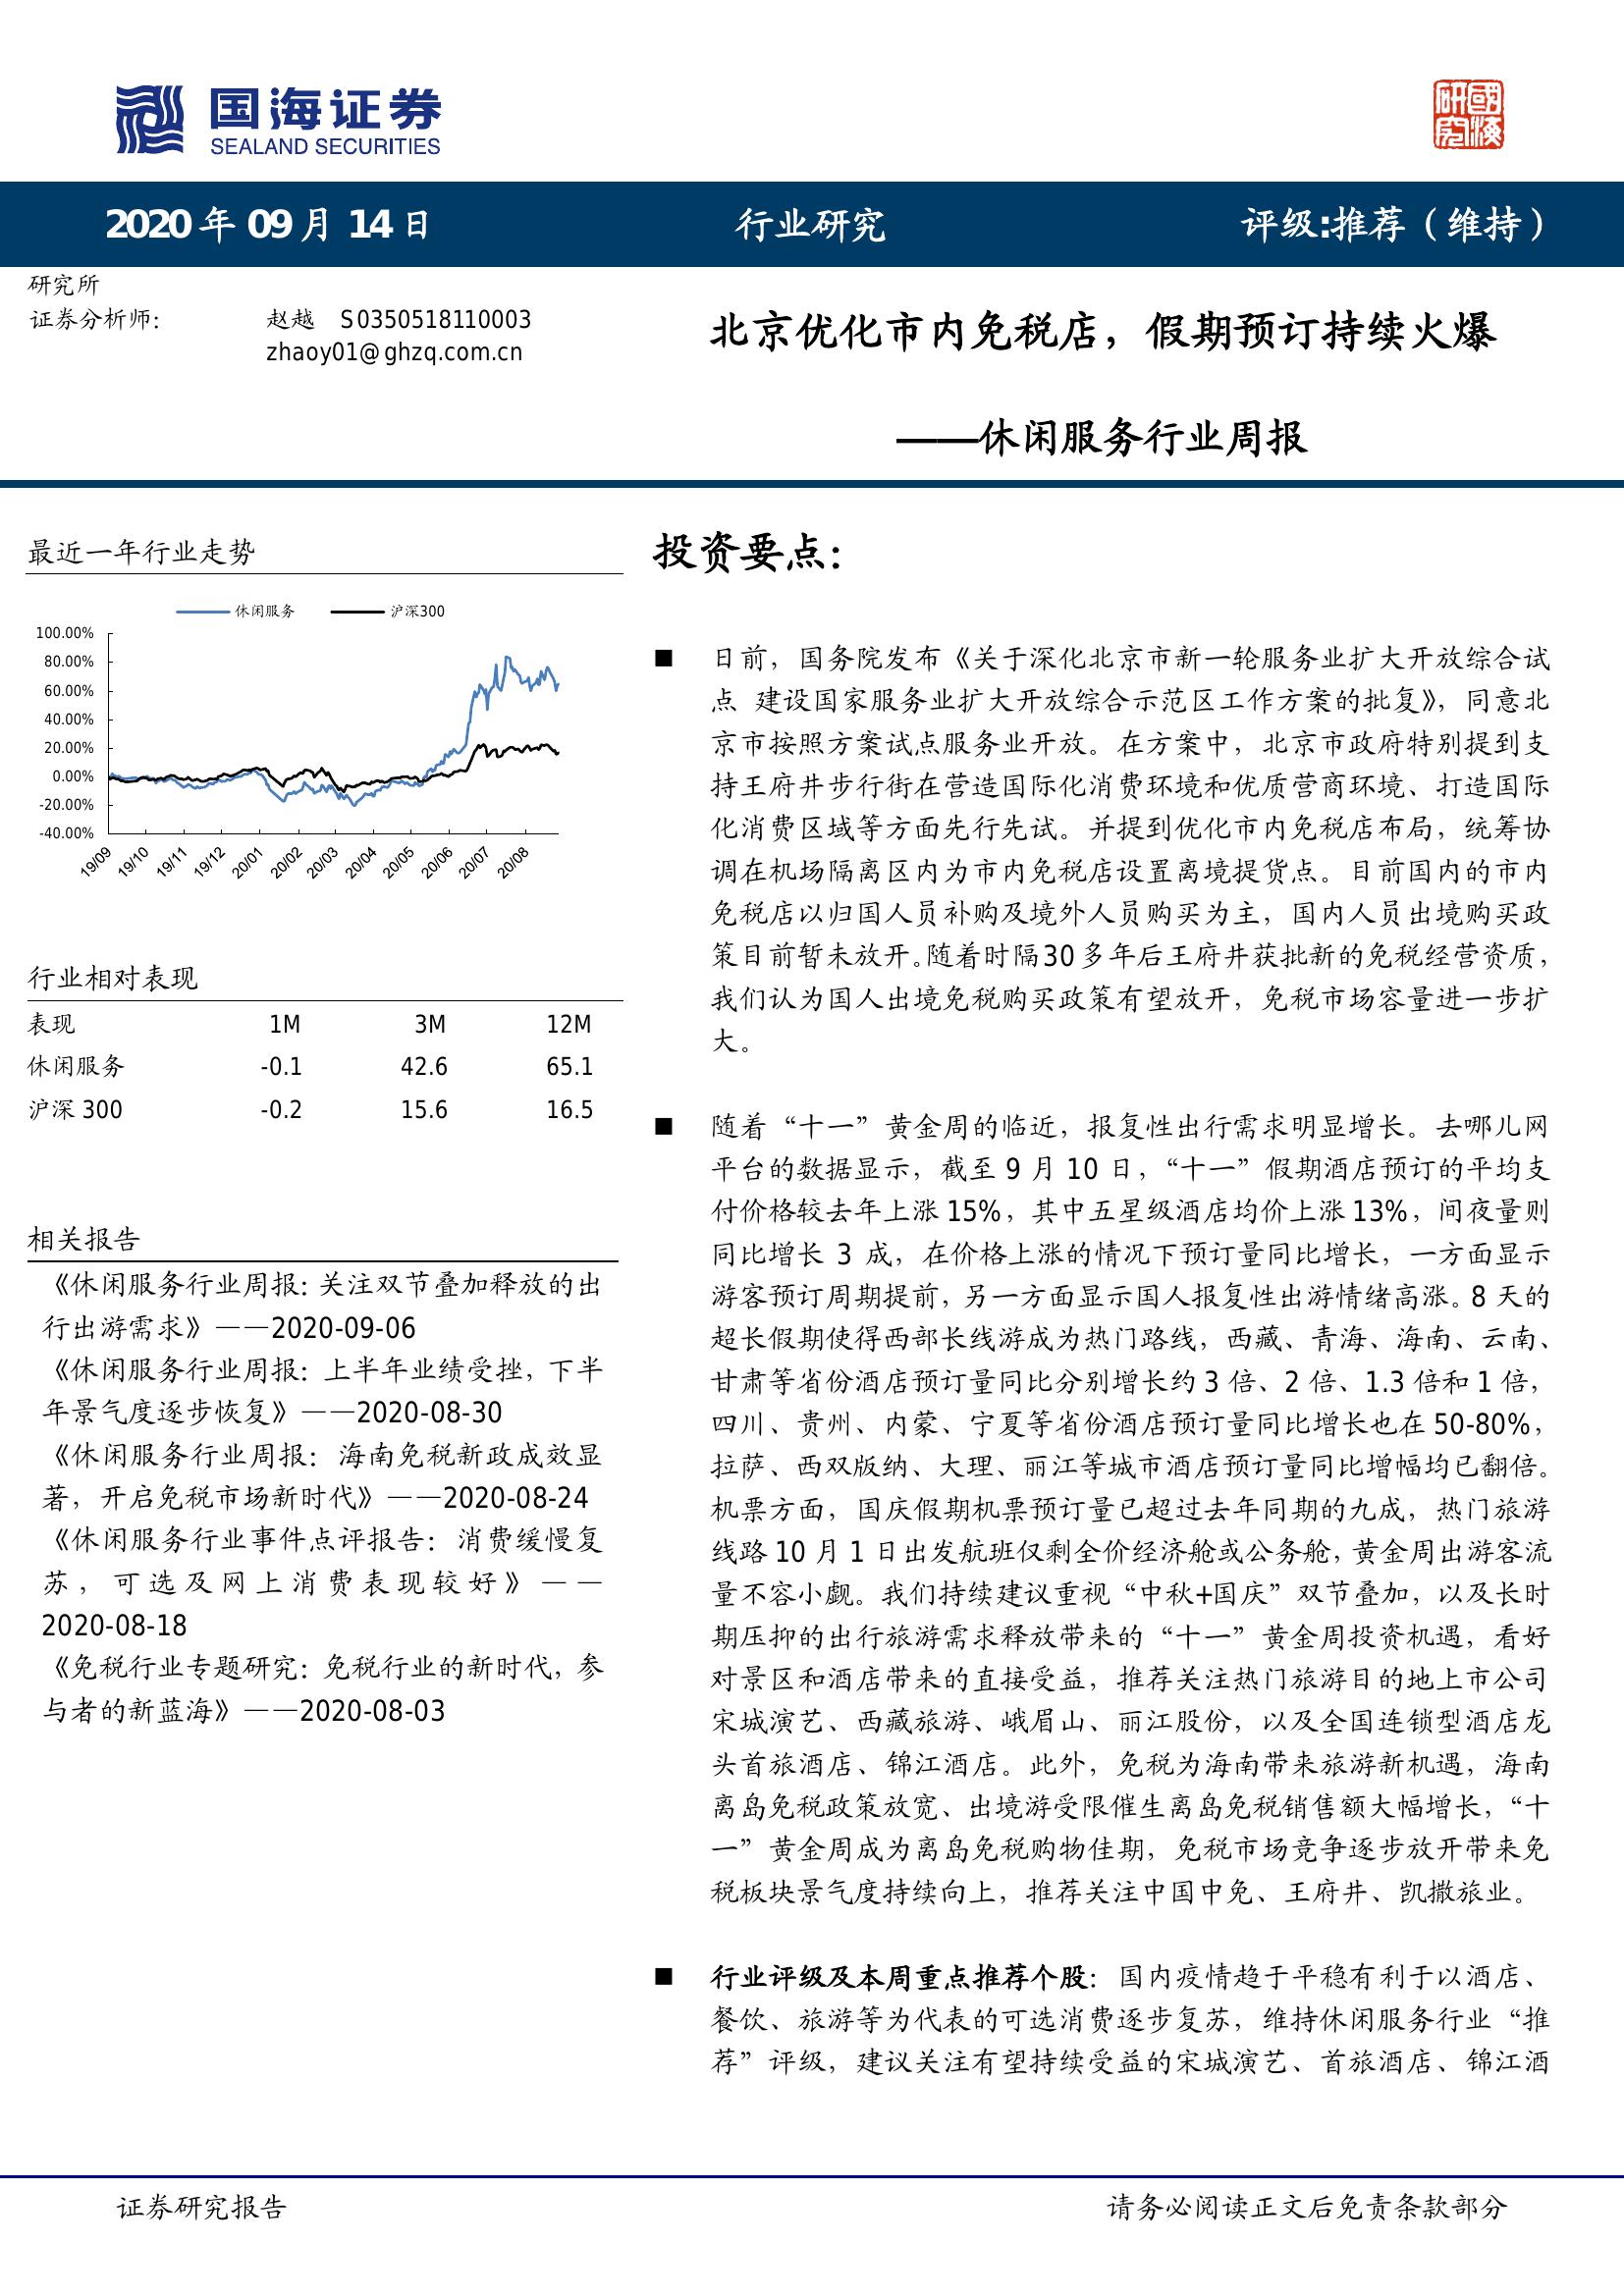 国海证券
SEALAND SECURITIES
國海研究
2020 年 09 月 14 日
行业研究
评级:推荐（维持）
研究所
证券分析师：
赵越 S0350518110003
zhaoy01@ghzq.com.cn
北京优化市内免税店，假期预订持续火爆
——休闲服务行业周报
最近一年行业走势
休闲服务 沪深300
100.00%
80.00%
60.00%
40.00%
20.00%
0.00%
-20.00%
-40.00%
19/09 19/10 19/11 19/12 20/01 20/02 20/03 20/04 20/05 20/06 20/07 20/08
行业相对表现
表现 1M 3M 12M
休闲服务 -0.1 42.6 65.1
沪深 300 -0.2 15.6 16.5
相关报告
《休闲服务行业周报：关注双节叠加释放的出
行出游需求》——2020-09-06
《休闲服务行业周报：上半年业绩受挫，下半
年景气度逐步恢复》——2020-08-30
《休闲服务行业周报：海南免税新政成效显
著，开启免税市场新时代》——2020-08-24
《休闲服务行业事件点评报告：消费缓慢复
苏，可选及网上消费表现较好》——
2020-08-18
《免税行业专题研究：免税行业的新时代，参
与者的新蓝海》——2020-08-03
投资要点：
■ 日前，国务院发布《关于深化北京市新一轮服务业扩大开放综合试
点 建设国家服务业扩大开放综合示范区工作方案的批复》，同意北
京市按照方案试点服务业开放。在方案中，北京市政府特别提到支
持王府井步行街在营造国际化消费环境和优质营商环境、打造国际
化消费区域等方面先行先试。并提到优化市内免税店布局，统筹协
调在机场隔离区内为市内免税店设置离境提货点。目前国内的市内
免税店以归国人员补购及境外人员购买为主，国内人员出境购买政
策目前暂未放开。随着时隔 30 多年后王府井获批新的免税经营资质，
我们认为国人出境免税购买政策有望放开，免税市场容量进一步扩
大。
■ 随着“十一”黄金周的临近，报复性出行需求明显增长。去哪儿网
平台的数据显示，截至 9 月 10 日，“十一”假期酒店预订的平均支
付价格较去年上涨 15%，其中五星级酒店均价上涨 13%，间夜量则
同比增长 3 成，在价格上涨的情况下预订量同比增长，一方面显示
游客预订周期提前，另一方面显示国人报复性出游情绪高涨。8 天的
超长假期使得西部长线游成为热门路线，西藏、青海、海南、云南、
甘肃等省份酒店预订量同比分别增长约 3 倍、2 倍、1.3 倍和 1 倍，
四川、贵州、内蒙、宁夏等省份酒店预订量同比增长也在 50-80%，
拉萨、西双版纳、大理、丽江等城市酒店预订量同比增幅均已翻倍。
机票方面，国庆假期机票预订量已超过去年同期的九成，热门旅游
线路 10 月 1 日出发航班仅剩全价经济舱或公务舱，黄金周出游客流
量不容小觑。我们持续建议重视“中秋+国庆”双节叠加，以及长时
期压抑的出行旅游需求释放带来的“十一”黄金周投资机遇，看好
对景区和酒店带来的直接受益，推荐关注热门旅游目的地上市公司
宋城演艺、西藏旅游、峨眉山、丽江股份，以及全国连锁型酒店龙
头首旅酒店、锦江酒店。此外，免税为海南带来旅游新机遇，海南
离岛免税政策放宽、出境游受限催生离岛免税销售额大幅增长，“十
一”黄金周成为离岛免税购物佳期，免税市场竞争逐步放开带来免
税板块景气度持续向上，推荐关注中国中免、王府井、凯撒旅业。
■ 行业评级及本周重点推荐个股：国内疫情趋于平稳有利于以酒店、
餐饮、旅游等为代表的可选消费逐步复苏，维持休闲服务行业“推
荐”评级，建议关注有望持续受益的宋城演艺、首旅酒店、锦江酒
证券研究报告
请务必阅读正文后免责条款部分